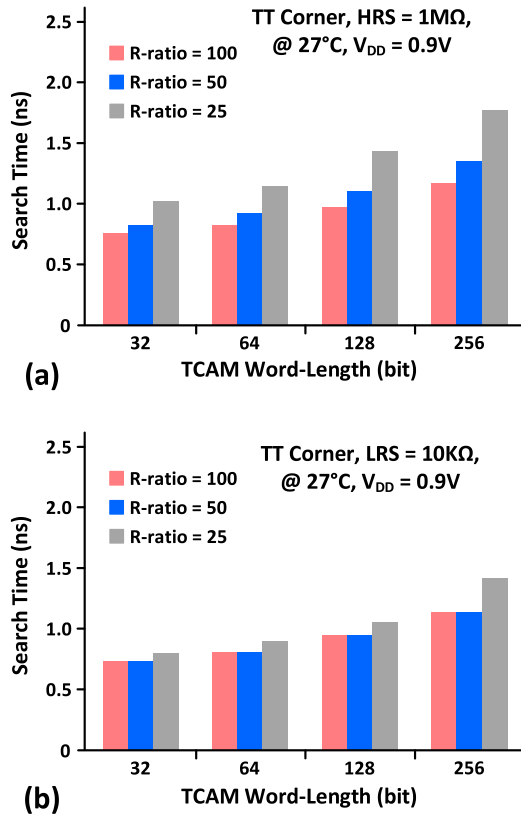 2.5
2.0
1.5
1.0
0.5
0
Search Time (ns)
TT Corner, HRS = 1MΩ,
@ 27°C, VDD = 0.9V
R-ratio = 100
R-ratio = 50
R-ratio = 25
32 64 128 256
TCAM Word-Length (bit)
(a)
2.5
2.0
1.5
1.0
0.5
0
Search Time (ns)
TT Corner, LRS = 10KΩ,
@ 27°C, VDD = 0.9V
R-ratio = 100
R-ratio = 50
R-ratio = 25
32 64 128 256
TCAM Word-Length (bit)
(b)